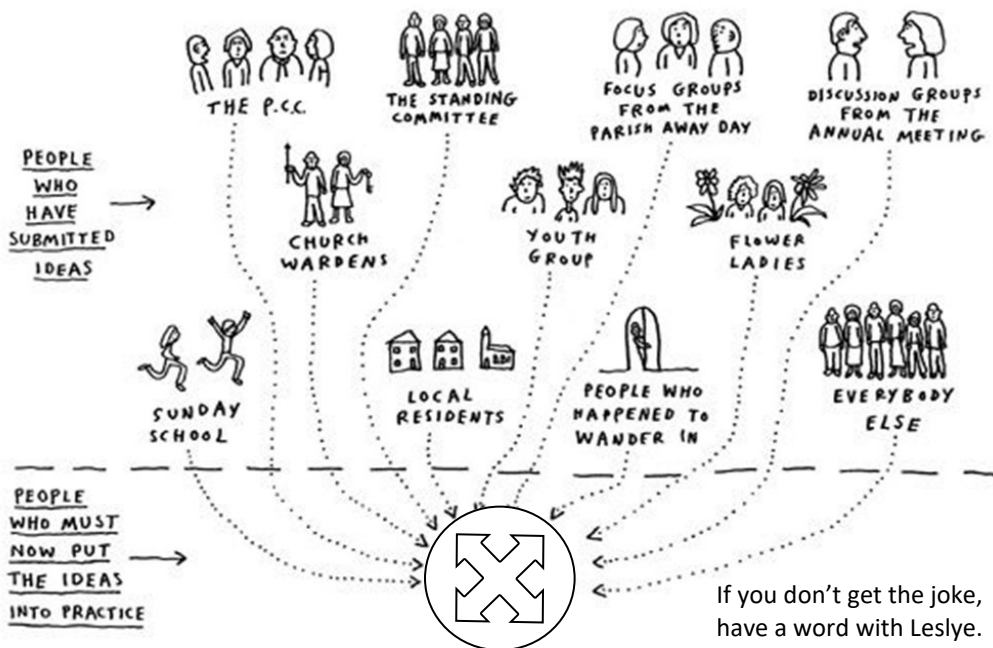 THE P.C.C.
THE STANDING
COMMITTEE
FOCUS GROUPS
FROM THE
PARISH AWAY DAY
DISCUSSION GROUPS
FROM THE
ANNUAL MEETING
PEOPLE
WHO
HAVE
SUBMITTED
IDEAS
CHURCH
WARDENS
YOUTH
GROUP
FLOWER
LADIES
SUNDAY
SCHOOL
LOCAL
RESIDENTS
PEOPLE WHO
HAPPENED TO
WANDER IN
EVERYBODY
ELSE
PEOPLE
WHO MUST
NOW PUT
THE IDEAS
INTO PRACTICE
If you don’t get the joke,
have a word with Leslye.